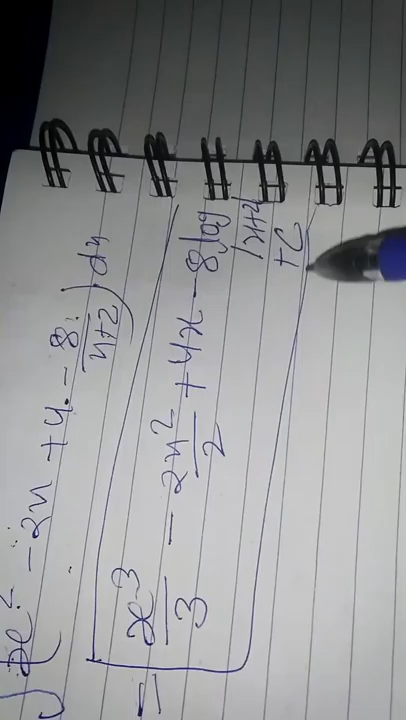 ∫(x² - 2x + 4 - 8/(x+2)) dx
= x³/3 - 2x²/2 + 4x - 8 log
|x+2|
+ C